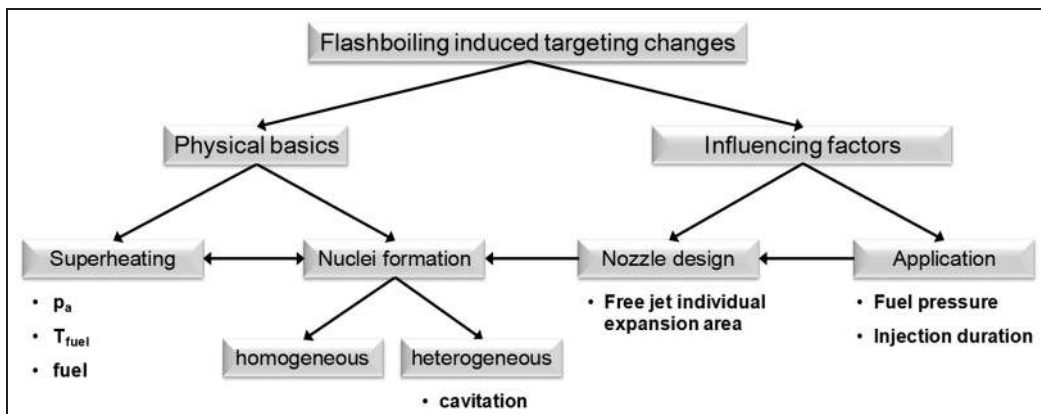 Flashboiling induced targeting changes
Physical basics
Influencing factors
Superheating
Nuclei formation
Nozzle design
Application
• pₐ
• T_fuel
• fuel
homogeneous
heterogeneous
• cavitation
• Free jet individual
expansion area
• Fuel pressure
• Injection duration